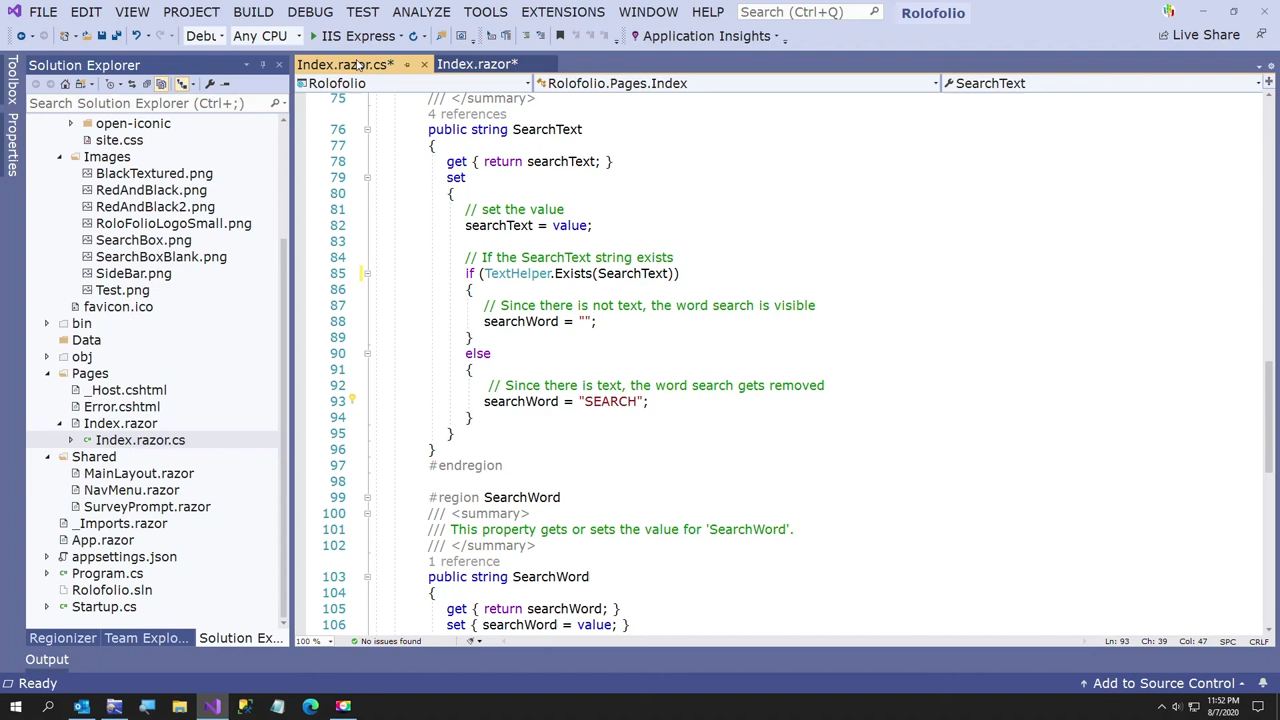 FILE EDIT VIEW PROJECT BUILD DEBUG TEST ANALYZE TOOLS EXTENSIONS WINDOW HELP Search (Ctrl+Q) Rolofolio
Debu Any CPU IIS Express Application Insights Live Share
Toolbox
Properties
Solution Explorer
Search Solution Explorer (Ctrl+;)
open-iconic
site.css
Images
BlackTextured.png
RedAndBlack.png
RedAndBlack2.png
RoloFolioLogoSmall.png
SearchBox.png
SearchBoxBlank.png
SideBar.png
Test.png
favicon.ico
bin
Data
obj
Pages
_Host.cshtml
Error.cshtml
Index.razor
Index.razor.cs
Shared
MainLayout.razor
NavMenu.razor
SurveyPrompt.razor
_Imports.razor
App.razor
appsettings.json
Program.cs
Rolofolio.sln
Startup.cs
Regionizer Team Explo... Solution Ex...
Index.razor.cs* Index.razor*
Rolofolio Rolofolio.Pages.Index SearchText
75 /// </summary>
4 references
76 public string SearchText
77 {
78 get { return searchText; }
79 set
80 {
81 // set the value
82 searchText = value;
83
84 // If the SearchText string exists
85 if (TextHelper.Exists(SearchText))
86 {
87 // Since there is not text, the word search is visible
88 searchWord = "";
89 }
90 else
91 {
92 // Since there is text, the word search gets removed
93 searchWord = "SEARCH";
94 }
95 }
96 }
97 #endregion
98
99 #region SearchWord
100 /// <summary>
101 /// This property gets or sets the value for 'SearchWord'.
102 /// </summary>
1 reference
103 public string SearchWord
104 {
105 get { return searchWord; }
106 set { searchWord = value; }
100 % No issues found Ln: 93 Ch: 39 Col: 47 SPC CRLF
Output
Ready Add to Source Control
11:52 PM
8/7/2020